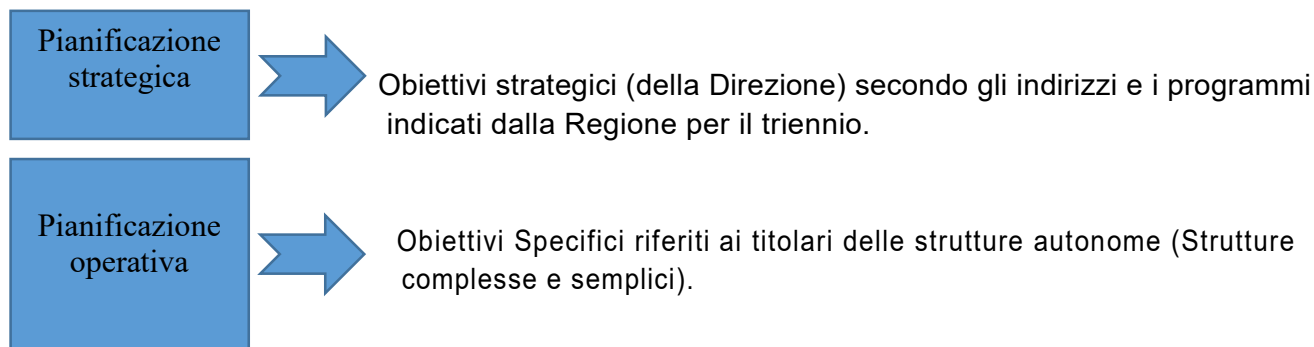 Pianificazione
strategica
Obiettivi strategici (della Direzione) secondo gli indirizzi e i programmi
indicati dalla Regione per il triennio.
Pianificazione
operativa
Obiettivi Specifici riferiti ai titolari delle strutture autonome (Strutture
complesse e semplici).